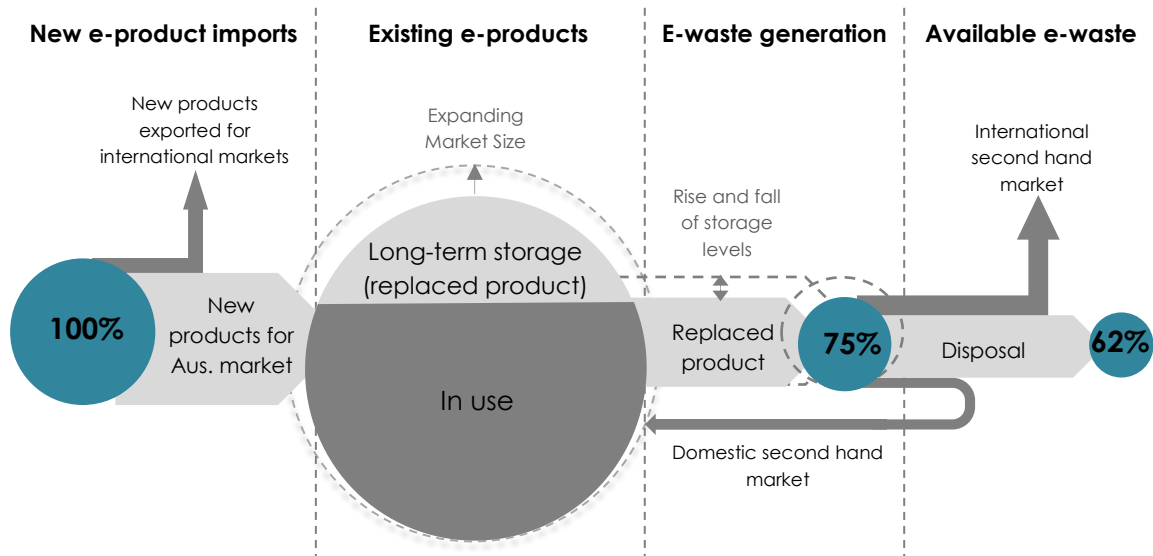 New e-product imports
Existing e-products
E-waste generation
Available e-waste
New products
exported for
international markets
Expanding
Market Size
International
second hand
market
Rise and fall
of storage
levels
Long-term storage
(replaced product)
100%
New
products for
Aus. market
Replaced
product
75%
Disposal
62%
In use
Domestic second hand
market